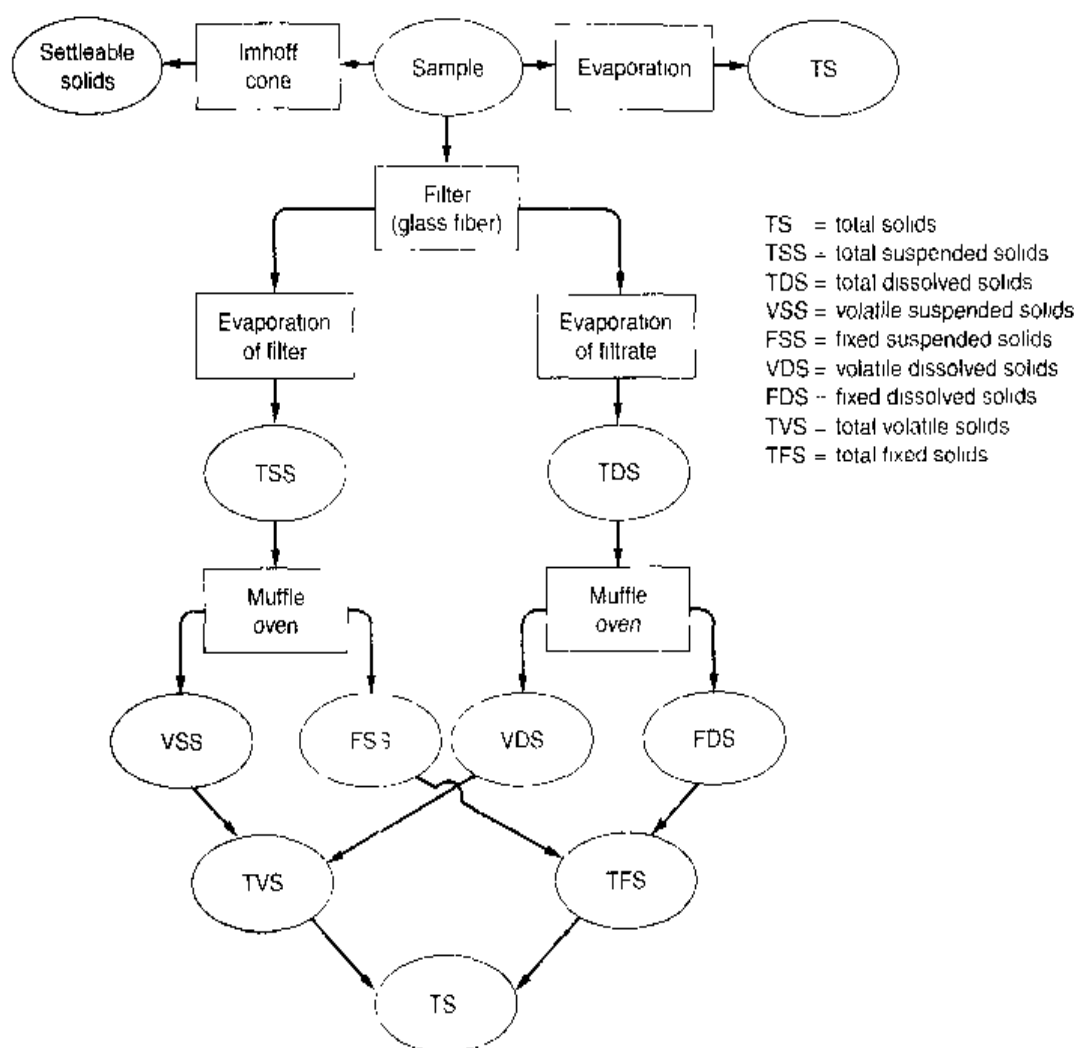 Settleable
solids
Imhoff
cone
Sample
Evaporation
TS
Filter
(glass fiber)
TS = total solids
TSS – total suspended solids
TDS = total dissolved solids
VSS = volatile suspended solids
FSS = fixed suspended solids
VDS = volatile dissolved solids
FDS – fixed dissolved solids
TVS – total volatile solids
TFS = total fixed solids
Evaporation
of filter
Evaporation
of filtrate
TSS
TDS
Muffle
oven
Muffle
oven
VSS
FSS
VDS
FDS
TVS
TFS
TS